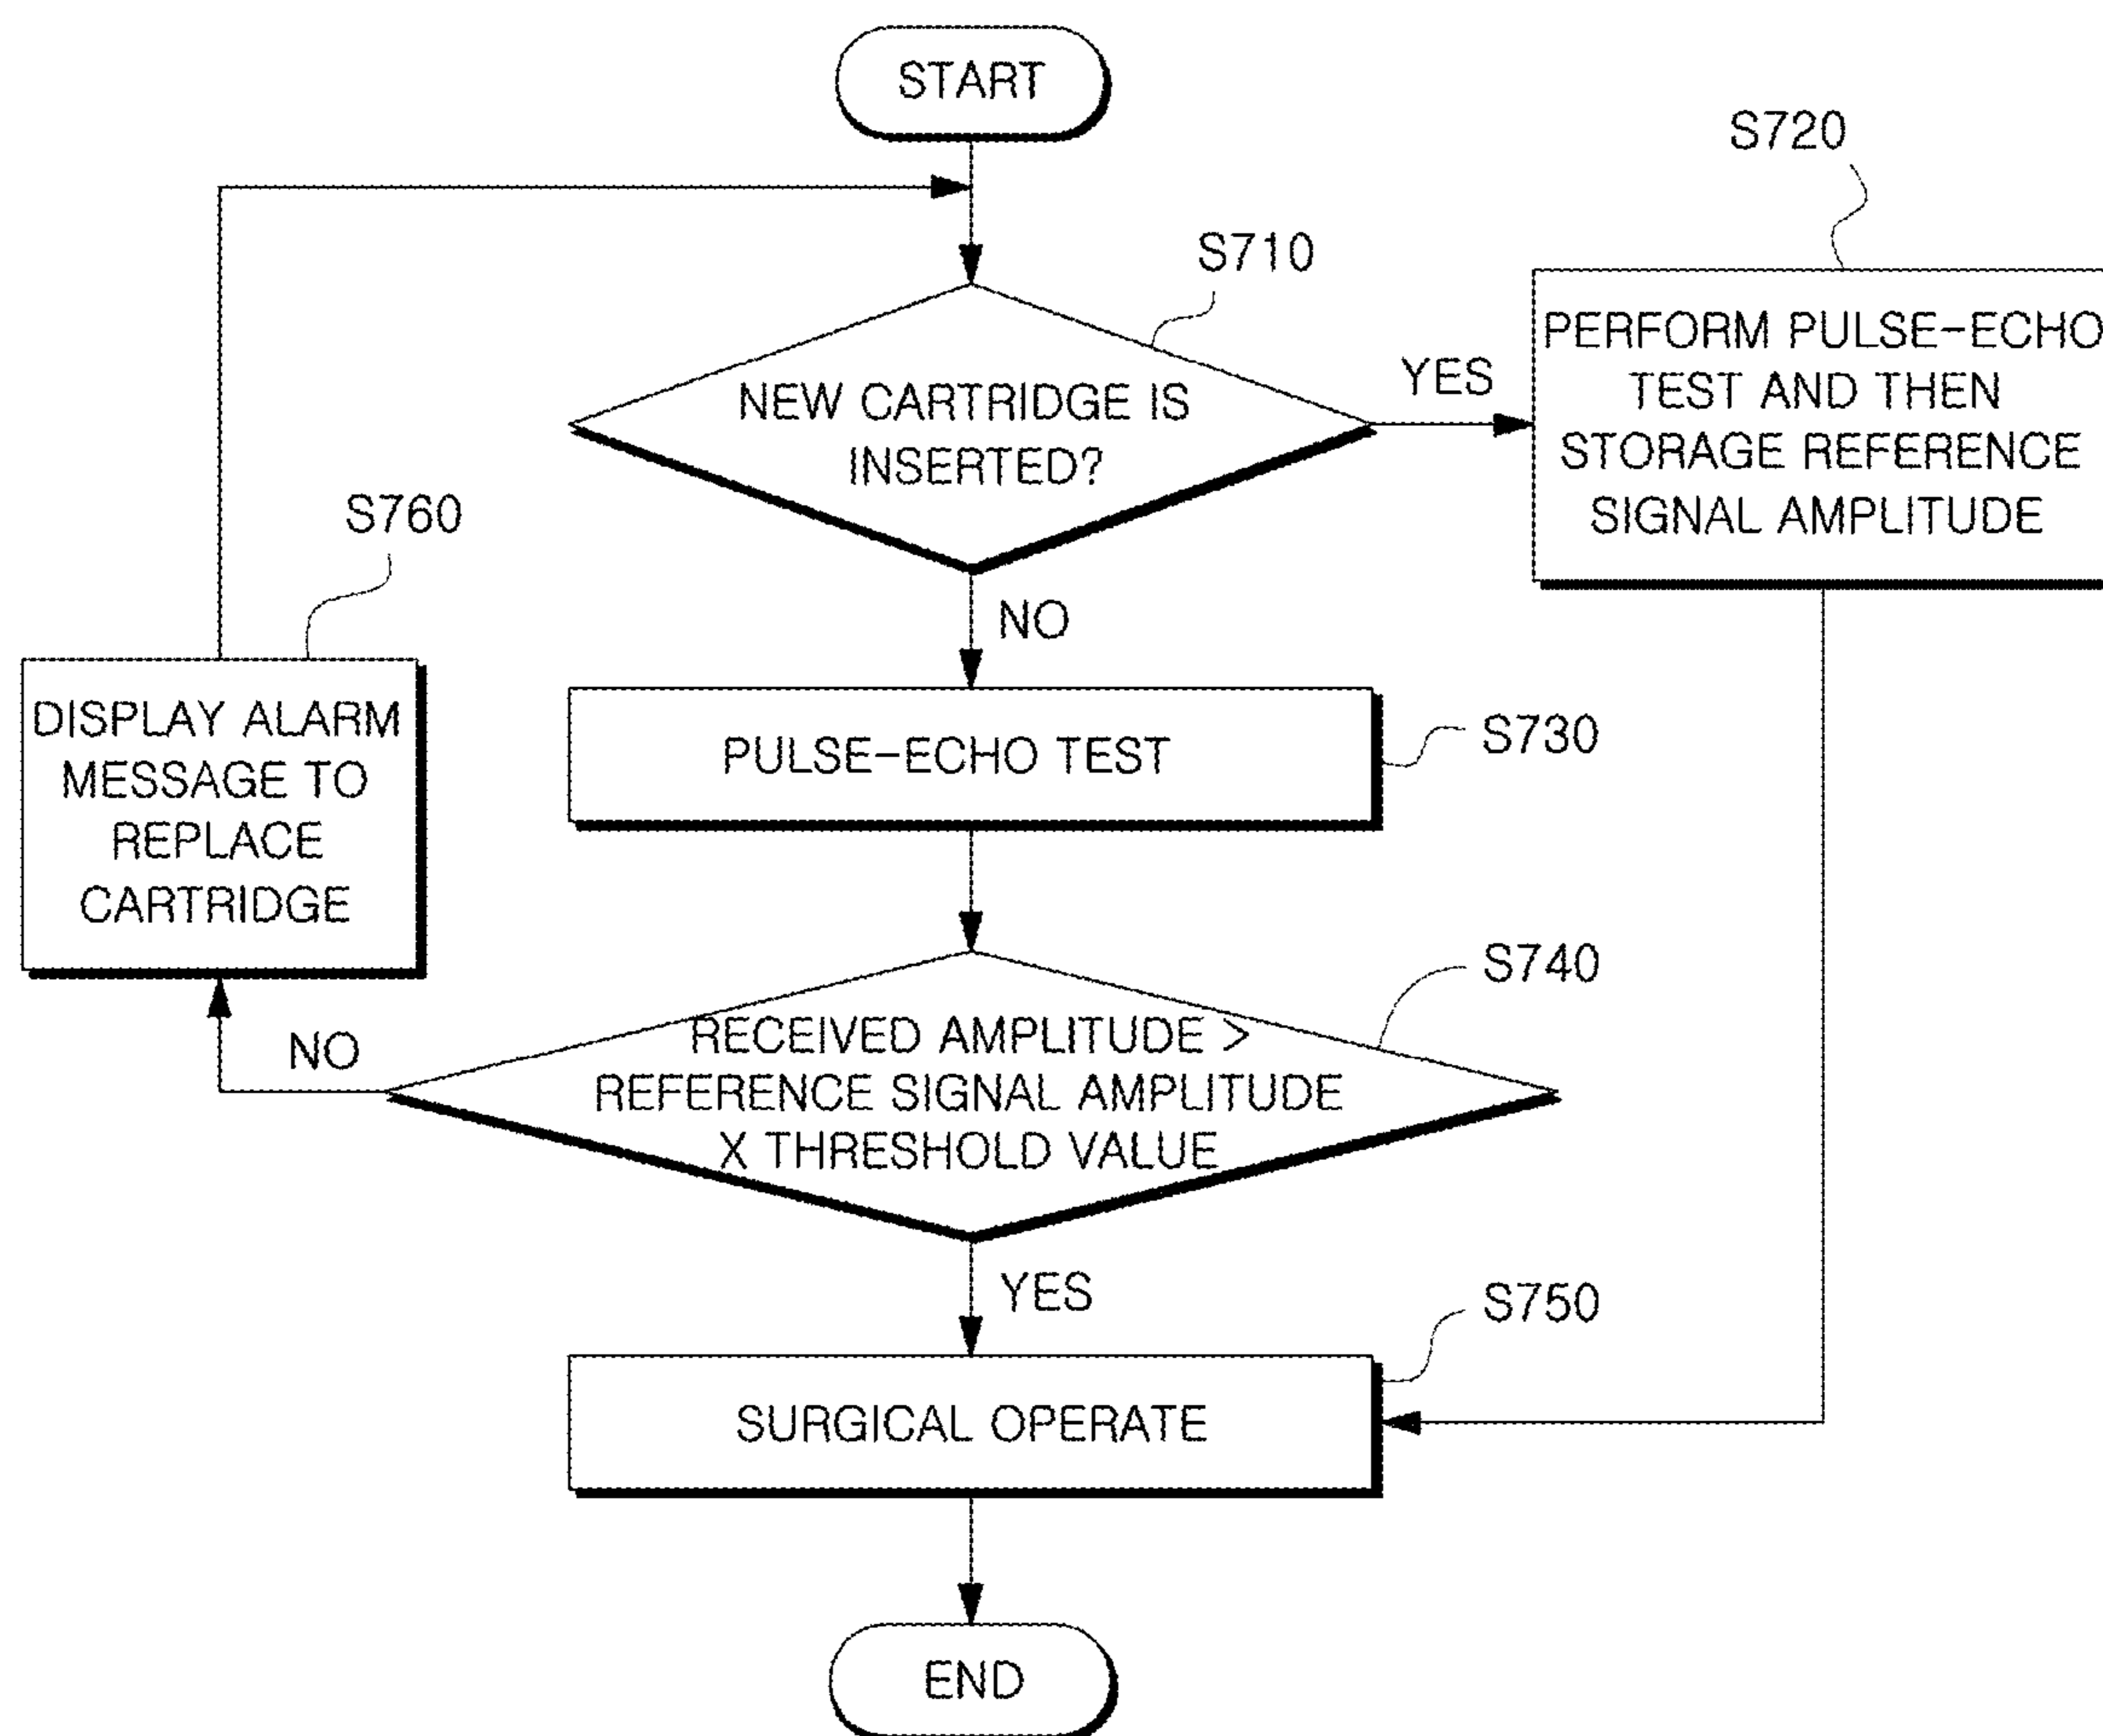 START
S720
S710
NEW CARTRIDGE IS
INSERTED?
YES
PERFORM PULSE-ECHO
TEST AND THEN
STORAGE REFERENCE
SIGNAL AMPLITUDE
NO
S760
DISPLAY ALARM
MESSAGE TO
REPLACE
CARTRIDGE
PULSE-ECHO TEST
S730
S740
RECEIVED AMPLITUDE >
REFERENCE SIGNAL AMPLITUDE
X THRESHOLD VALUE
NO
YES
S750
SURGICAL OPERATE
END